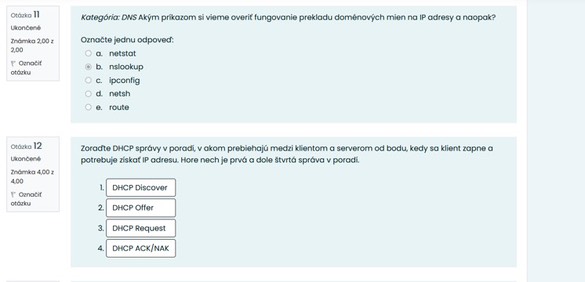 Otázka 11
Ukončené
Známka 2,00 z
2,00
Označiť
otázku
Kategória: DNS Akým príkazom si vieme overiť fungovanie prekladu doménových mien na IP adresy a naopak?
Označte jednu odpoveď:
a. netstat
b. nslookup
c. ipconfig
d. netsh
e. route
Otázka 12
Ukončené
Známka 4,00 z
4,00
Označiť
otázku
Zoraďte DHCP správy v poradí, v akom prebiehajú medzi klientom a serverom od bodu, kedy sa klient zapne a
potrebuje získať IP adresu. Hore nech je prvá a dole štvrtá správa v poradí.
1. DHCP Discover
2. DHCP Offer
3. DHCP Request
4. DHCP ACK/NAK